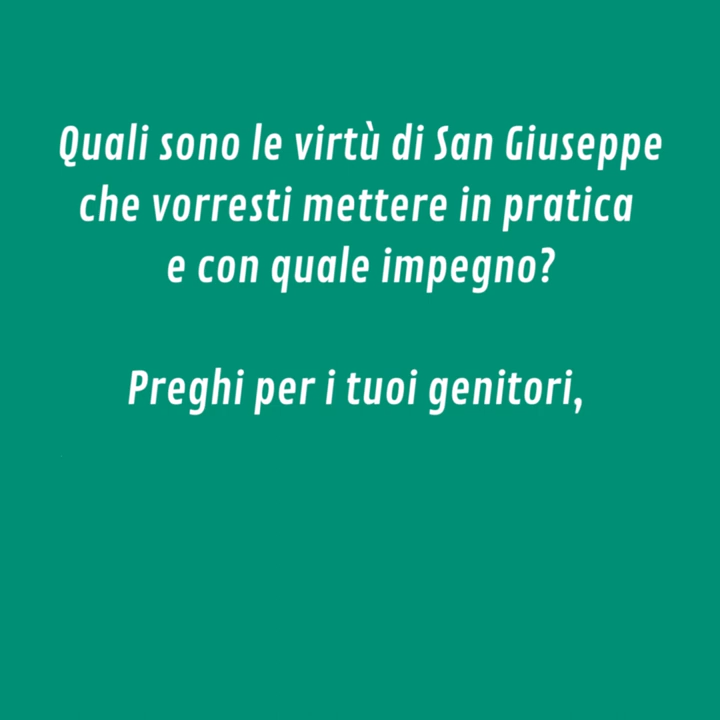 Quali sono le virtù di San Giuseppe
che vorresti mettere in pratica
e con quale impegno?
Preghi per i tuoi genitori,